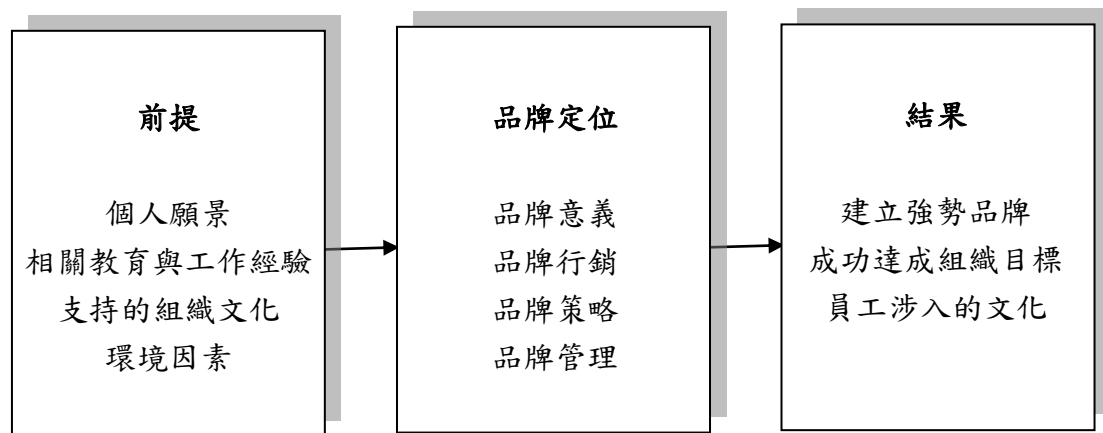 前提
個人願景
相關教育與工作經驗
支持的組織文化
環境因素
品牌定位
品牌意義
品牌行銷
品牌策略
品牌管理
結果
建立強勢品牌
成功達成組織目標
員工涉入的文化